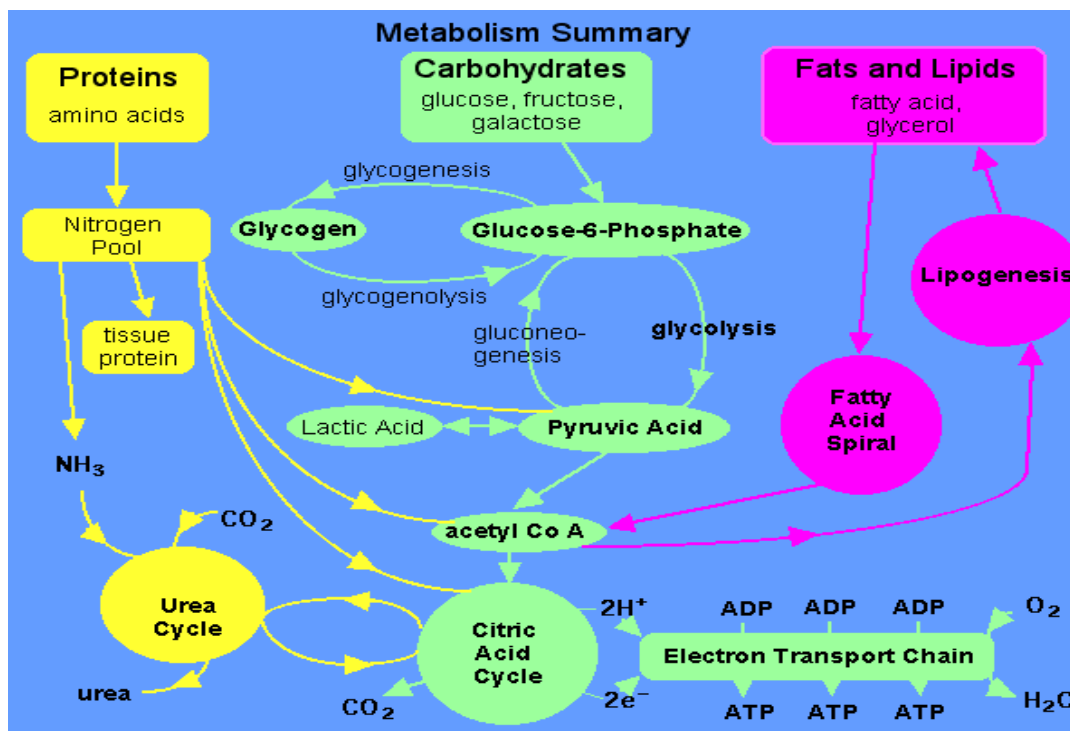 Metabolism Summary
Proteins
amino acids
Carbohydrates
glucose, fructose,
galactose
Fats and Lipids
fatty acid,
glycerol
glycogenesis
Nitrogen
Pool
Glycogen
Glucose-6-Phosphate
Lipogenesis
glycogenolysis
tissue
protein
gluconeo-
genesis
glycolysis
Fatty
Acid
Spiral
Lactic Acid
Pyruvic Acid
NH₃
CO₂
acetyl Co A
Urea
Cycle
Citric
Acid
Cycle
2H⁺
ADP
ADP
ADP
O₂
Electron Transport Chain
urea
CO₂
2e⁻
ATP
ATP
ATP